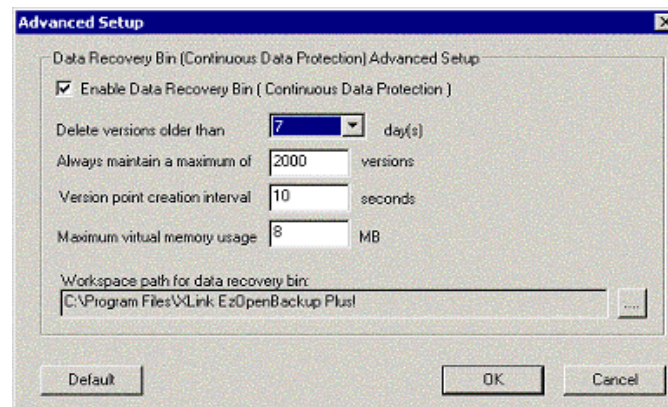 Advanced Setup
Data Recovery Bin (Continuous Data Protection) Advanced Setup
Enable Data Recovery Bin ( Continuous Data Protection )
Delete versions older than 7 day(s)
Always maintain a maximum of 2000 versions
Version point creation interval 10 seconds
Maximum virtual memory usage 8 MB
Workspace path for data recovery bin:
C:\Program Files\XLink EzOpenBackup Plus!
....
Default OK Cancel